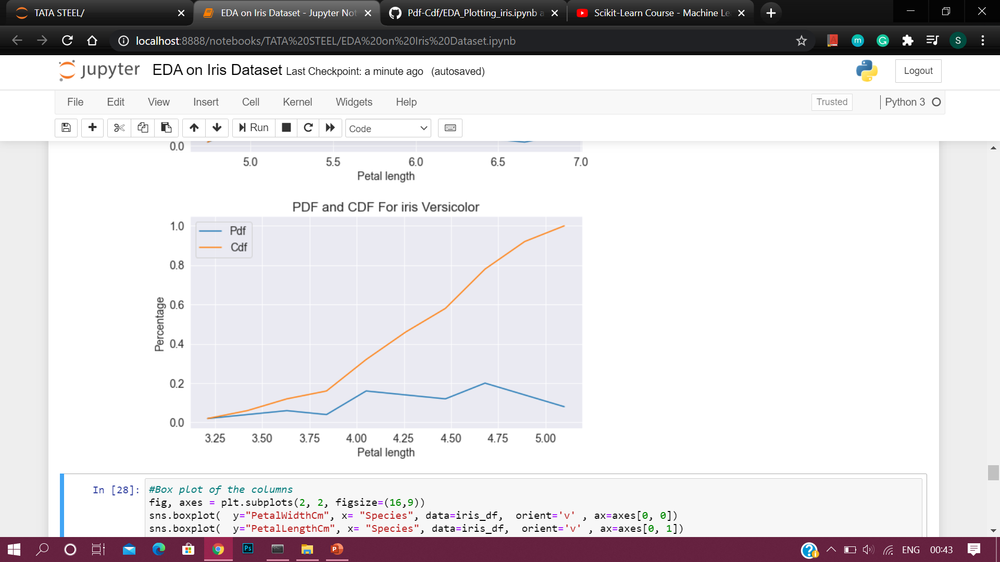 TATA STEEL/
EDA on Iris Dataset - Jupyter Not
Pdf-Cdf/EDA_Plotting_iris.ipynb a
Scikit-Learn Course - Machine Le
localhost:8888/notebooks/TATA%20STEEL/EDA%20on%20Iris%20Dataset.ipynb
S
jupyter EDA on Iris Dataset Last Checkpoint: a minute ago (autosaved)
Logout
File Edit View Insert Cell Kernel Widgets Help
Trusted
Python 3
Run
Code
0.0
5.0 5.5 6.0 6.5 7.0
Petal length
PDF and CDF For iris Versicolor
Pdf
Cdf
Percentage
1.0
0.8
0.6
0.4
0.2
0.0
3.25 3.50 3.75 4.00 4.25 4.50 4.75 5.00
Petal length
In [28]:
#Box plot of the columns
fig, axes = plt.subplots(2, 2, figsize=(16,9))
sns.boxplot(  y="PetalWidthCm", x= "Species", data=iris_df,  orient='v' , ax=axes[0, 0])
sns.boxplot(  y="PetalLengthCm", x= "Species", data=iris_df,  orient='v' , ax=axes[0, 1])
Ps
P
ENG 00:43